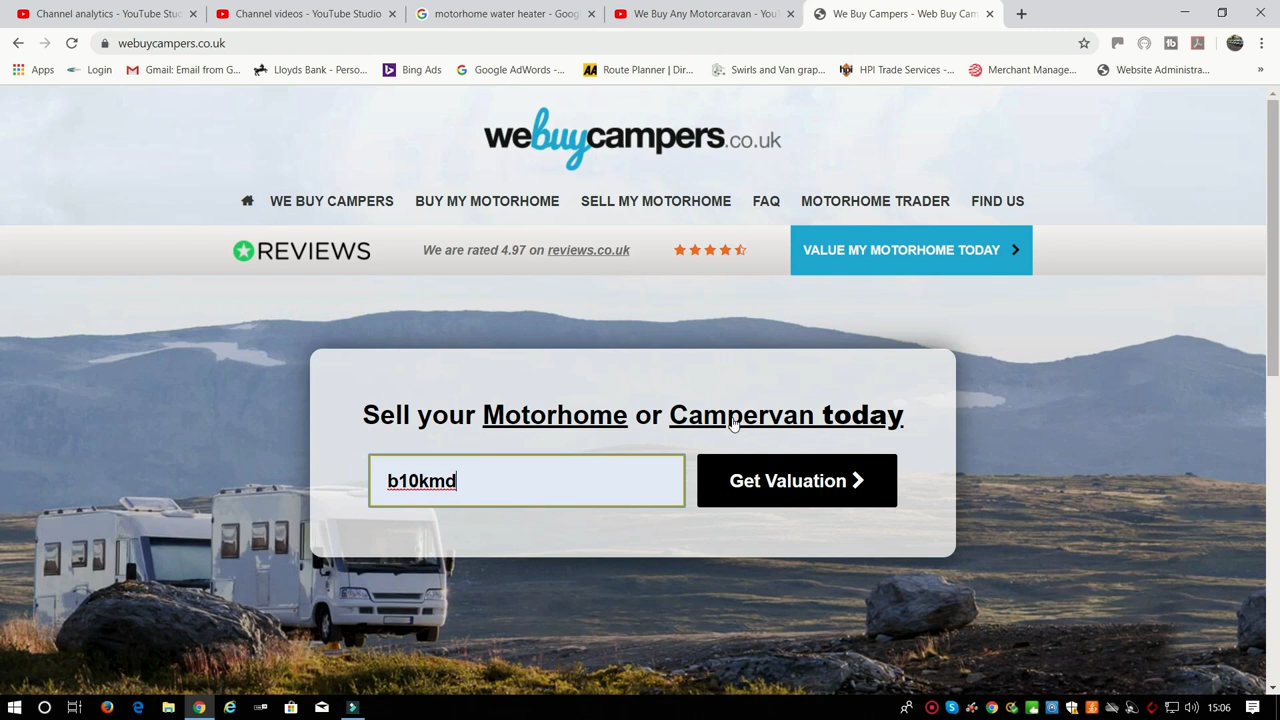 Channel analytics - YouTube Stud
Channel videos - YouTube Studio
motorhome water heater - Goog
We Buy Any Motorcaravan - YouT
We Buy Campers - Web Buy Cam
webuycampers.co.uk
Apps
Login
Gmail: Email from G...
Lloyds Bank - Perso...
Bing Ads
Google AdWords -...
Route Planner | Dir...
Swirls and Van grap...
HPI Trade Services -...
Merchant Manage...
Website Administra...
webuycampers.co.uk
WE BUY CAMPERS BUY MY MOTORHOME SELL MY MOTORHOME FAQ MOTORHOME TRADER FIND US
REVIEWS We are rated 4.97 on reviews.co.uk VALUE MY MOTORHOME TODAY
Sell your Motorhome or Campervan today
b10kmd Get Valuation
15:06